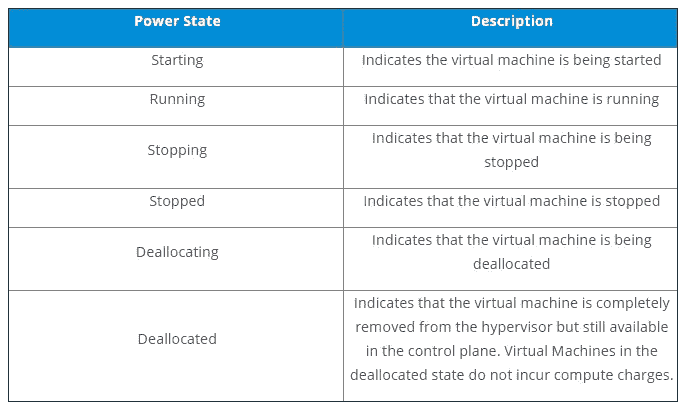 Power State Description
Starting Indicates the virtual machine is being started
Running Indicates that the virtual machine is running
Stopping Indicates that the virtual machine is being
stopped
Stopped Indicates that the virtual machine is stopped
Deallocating Indicates that the virtual machine is being
deallocated
Deallocated Indicates that the virtual machine is completely
removed from the hypervisor but still available
in the control plane. Virtual Machines in the
deallocated state do not incur compute charges.